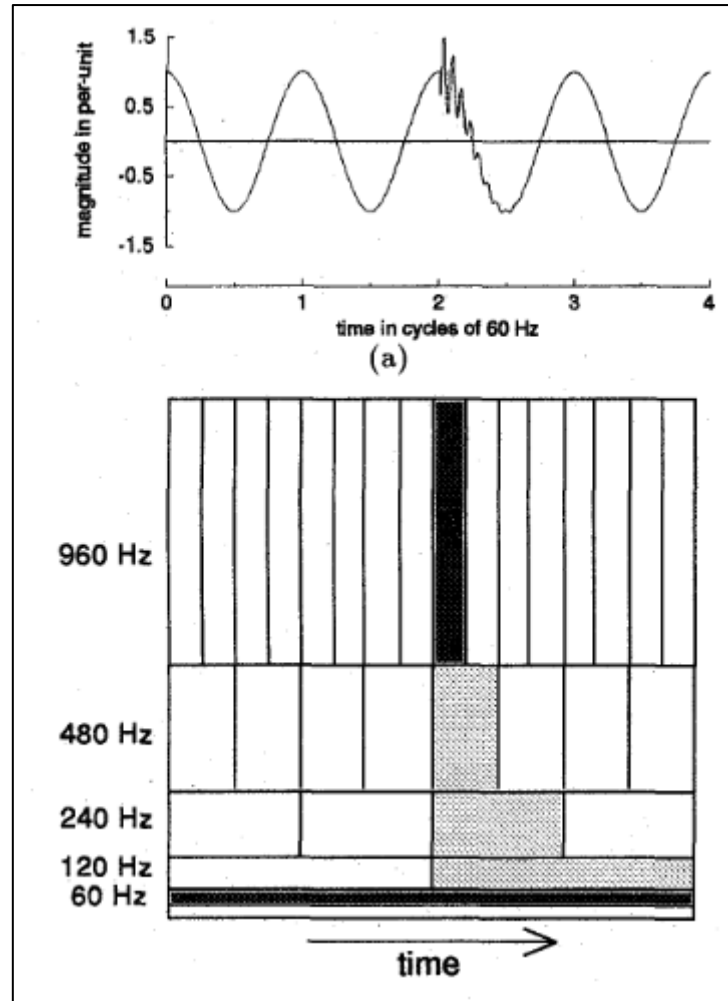 magnitude in per-unit
1.5
0.5
-0.5
-1.5
0
1
2
3
4
time in cycles of 60 Hz
(a)
960 Hz
480 Hz
240 Hz
120 Hz
60 Hz
time